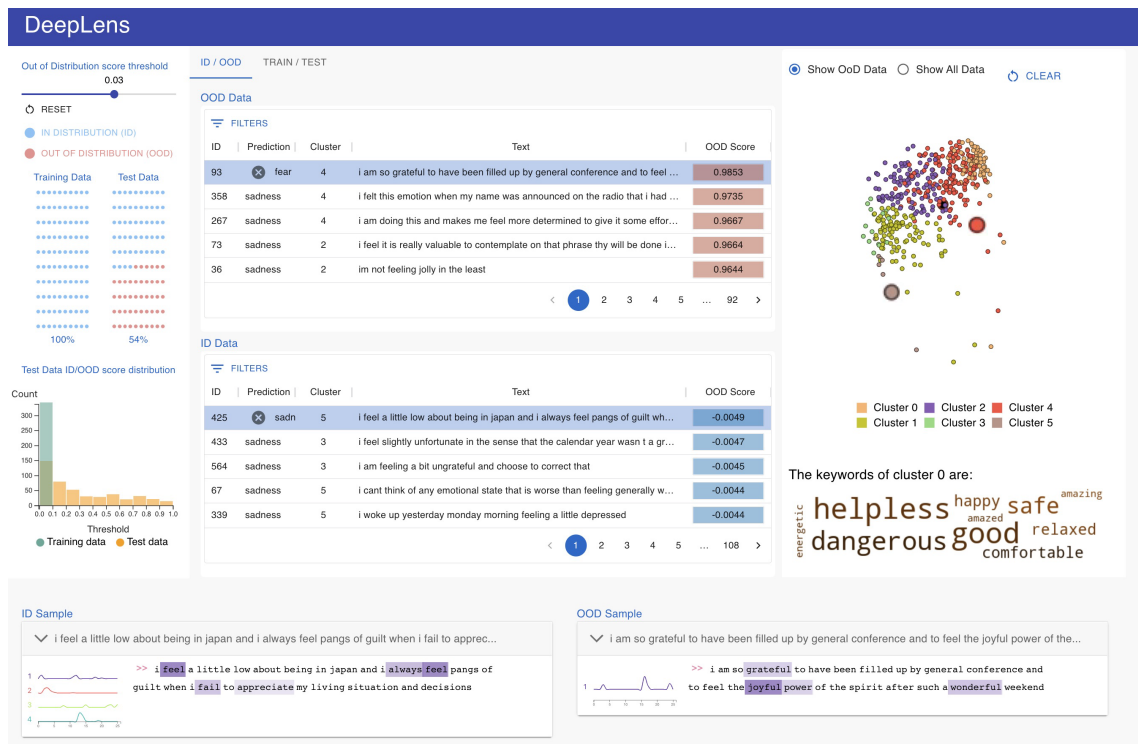 DeepLens
Out of Distribution score threshold
0.03
RESET
IN DISTRIBUTION (ID)
OUT OF DISTRIBUTION (OOD)
Training Data Test Data
100% 54%
Test Data ID/OOD score distribution
Count
300
250
200
150
100
50
0
0.0 0.1 0.2 0.3 0.4 0.5 0.6 0.7 0.8 0.9 1.0
Threshold
Training data Test data
ID / OOD TRAIN / TEST
OOD Data
FILTERS
ID Prediction Cluster Text OOD Score
93 fear 4 i am so grateful to have been filled up by general conference and to feel ... 0.9853
358 sadness 4 i felt this emotion when my name was announced on the radio that i had ... 0.9735
267 sadness 4 i am doing this and makes me feel more determined to give it some effor... 0.9667
73 sadness 2 i feel it is really valuable to contemplate on that phrase thy will be done i... 0.9664
36 sadness 2 im not feeling jolly in the least 0.9644
< 1 2 3 4 5 ... 92 >
ID Data
FILTERS
ID Prediction Cluster Text OOD Score
425 sadn 5 i feel a little low about being in japan and i always feel pangs of guilt wh... -0.0049
433 sadness 3 i feel slightly unfortunate in the sense that the calendar year wasn t a gr... -0.0047
564 sadness 3 i am feeling a bit ungrateful and choose to correct that -0.0045
67 sadness 5 i cant think of any emotional state that is worse than feeling generally w... -0.0044
339 sadness 5 i woke up yesterday monday morning feeling a little depressed -0.0044
< 1 2 3 4 5 ... 108 >
Show OoD Data Show All Data CLEAR
Cluster 0 Cluster 2 Cluster 4
Cluster 1 Cluster 3 Cluster 5
The keywords of cluster 0 are:
energetic
helpless happy safe amazing
amazed
dangerous good relaxed
comfortable
ID Sample
i feel a little low about being in japan and i always feel pangs of guilt when i fail to apprec...
>> i feel a little low about being in japan and i always feel pangs of
guilt when i fail to appreciate my living situation and decisions
1
2
3
4
0 5 10 15 20 25
OOD Sample
i am so grateful to have been filled up by general conference and to feel the joyful power of the...
>> i am so grateful to have been filled up by general conference and
to feel the joyful power of the spirit after such a wonderful weekend
1
0 5 10 15 20 25